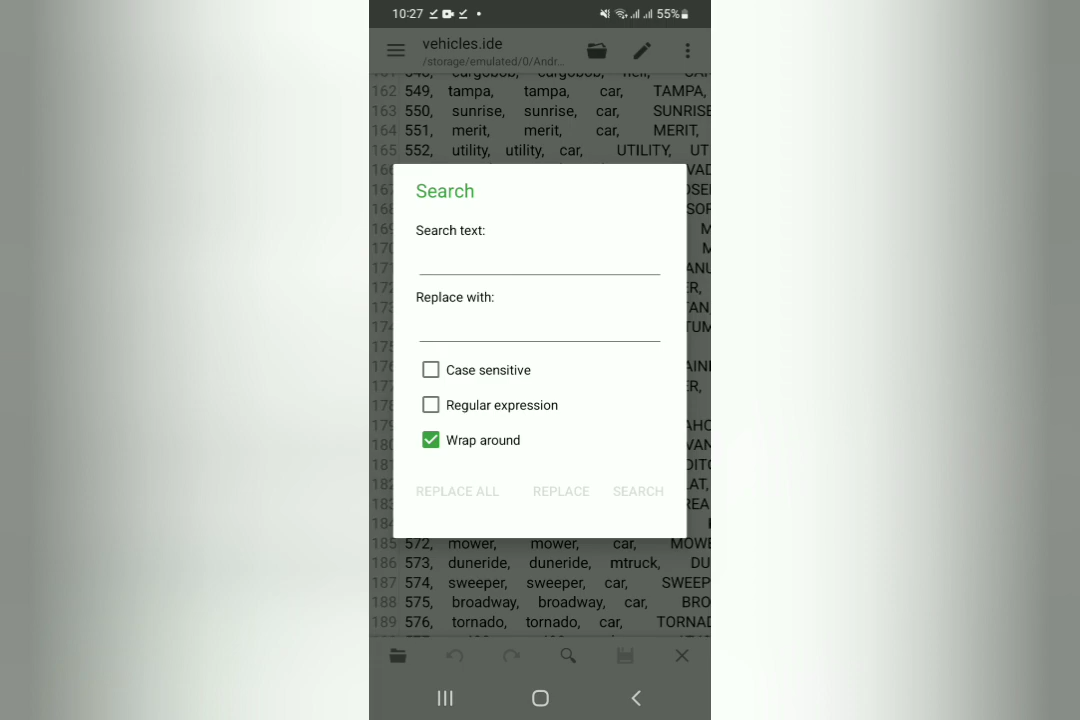 10:27 55%
vehicles.ide
/storage/emulated/0/Andr...
162 549, tampa, tampa, car, TAMPA,
163 550, sunrise, sunrise, car, SUNRISE
164 551, merit, merit, car, MERIT,
165 552, utility, utility, car, UTILITY, UT
Search
Search text:
Replace with:
Case sensitive
Regular expression
Wrap around
REPLACE ALL REPLACE SEARCH
185 572, mower, mower, car, MOWE
186 573, duneride, duneride, mtruck, DU
187 574, sweeper, sweeper, car, SWEEP
188 575, broadway, broadway, car, BRO
189 576, tornado, tornado, car, TORNAD